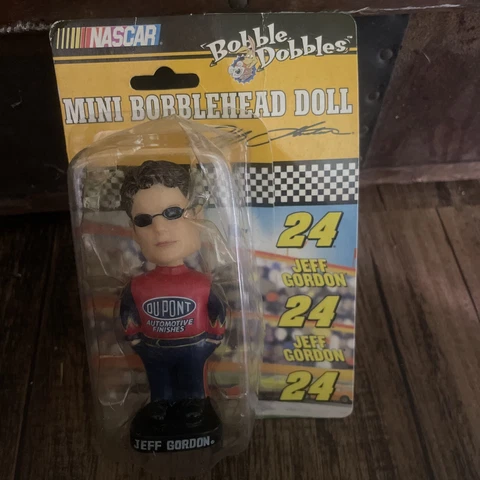 NASCAR
Bobble
Dobbles
MINI BOBBLEHEAD DOLL
24
JEFF
GORDON
24
JEFF
GORDON
24
DU PONT
AUTOMOTIVE
FINISHES
JEFF GORDON